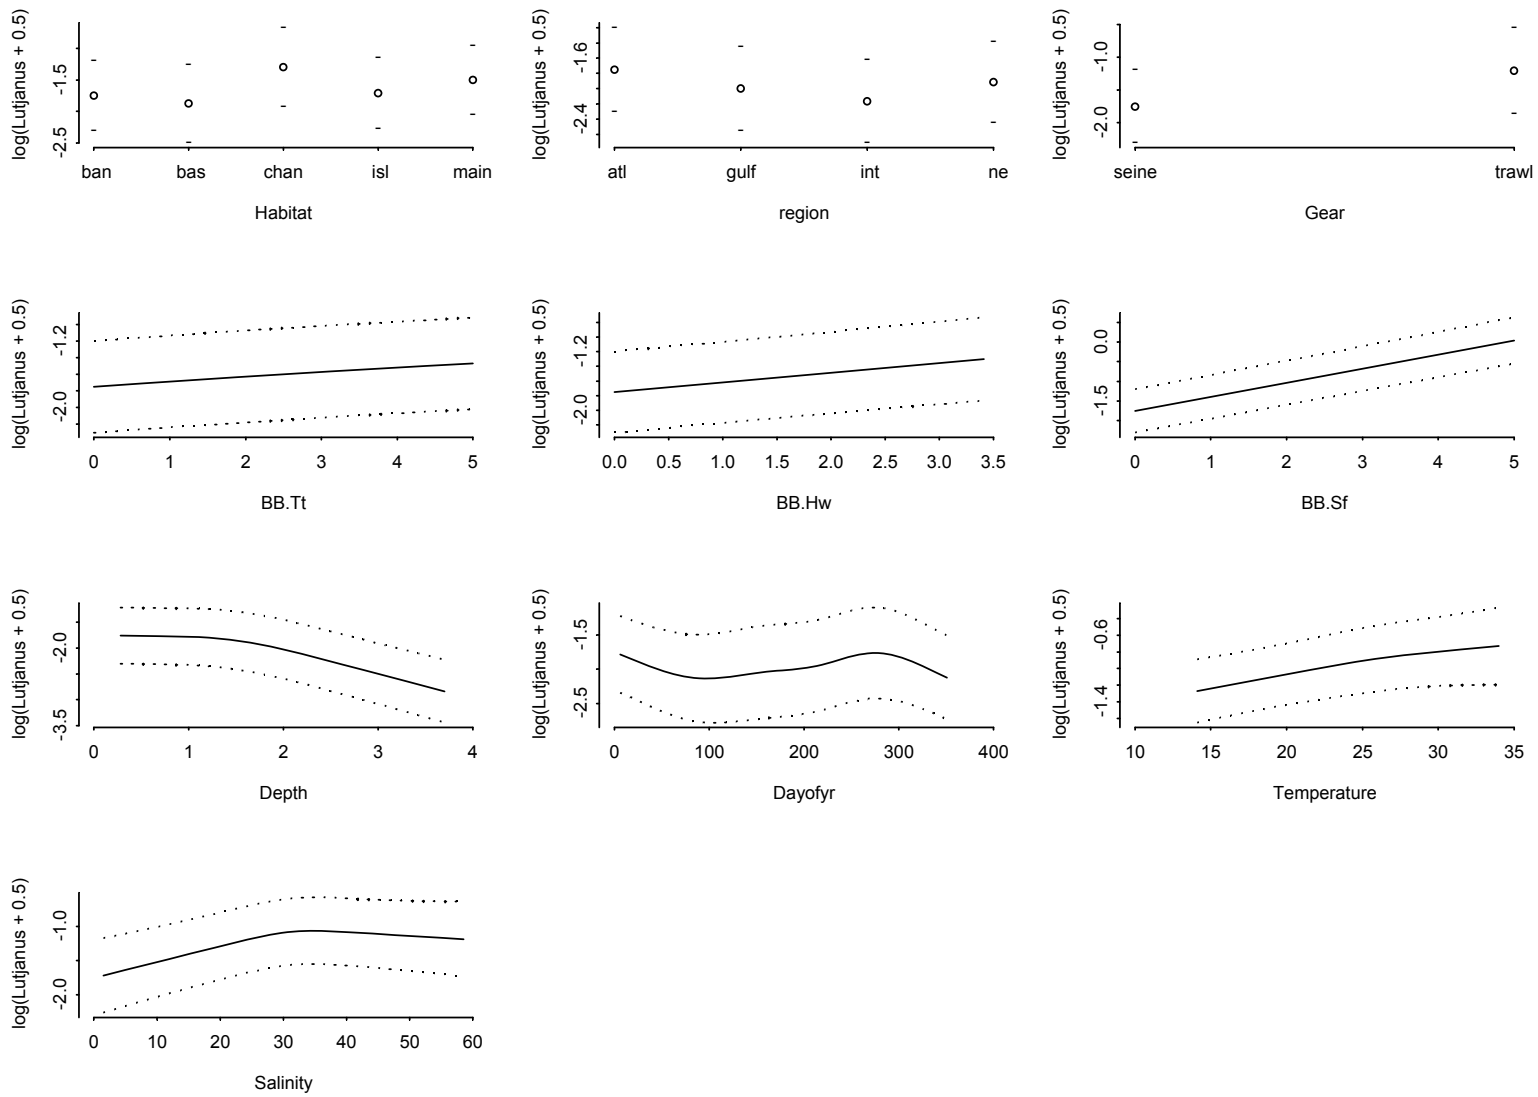 log(Lutjanus + 0.5)
-1.5
-2.5
ban bas chan isl main
Habitat
log(Lutjanus + 0.5)
-1.6
-2.4
atl gulf int ne
region
log(Lutjanus + 0.5)
-1.0
-2.0
seine trawl
Gear
log(Lutjanus + 0.5)
-1.2
-2.0
0 1 2 3 4 5
BB.Tt
log(Lutjanus + 0.5)
-1.2
-2.0
0.0 0.5 1.0 1.5 2.0 2.5 3.0 3.5
BB.Hw
log(Lutjanus + 0.5)
0.0
-1.5
0 1 2 3 4 5
BB.Sf
log(Lutjanus + 0.5)
-2.0
-3.5
0 1 2 3 4
Depth
log(Lutjanus + 0.5)
-1.5
-2.5
0 100 200 300 400
Dayofyr
log(Lutjanus + 0.5)
-0.6
-1.4
10 15 20 25 30 35
Temperature
log(Lutjanus + 0.5)
-1.0
-2.0
0 10 20 30 40 50 60
Salinity